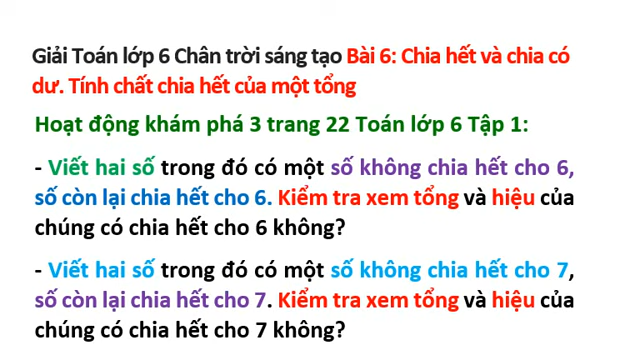 Giải Toán lớp 6 Chân trời sáng tạo Bài 6: Chia hết và chia có
dư. Tính chất chia hết của một tổng
Hoạt động khám phá 3 trang 22 Toán lớp 6 Tập 1:
- Viết hai số trong đó có một số không chia hết cho 6,
số còn lại chia hết cho 6. Kiểm tra xem tổng và hiệu của
chúng có chia hết cho 6 không?
- Viết hai số trong đó có một số không chia hết cho 7,
số còn lại chia hết cho 7. Kiểm tra xem tổng và hiệu của
chúng có chia hết cho 7 không?